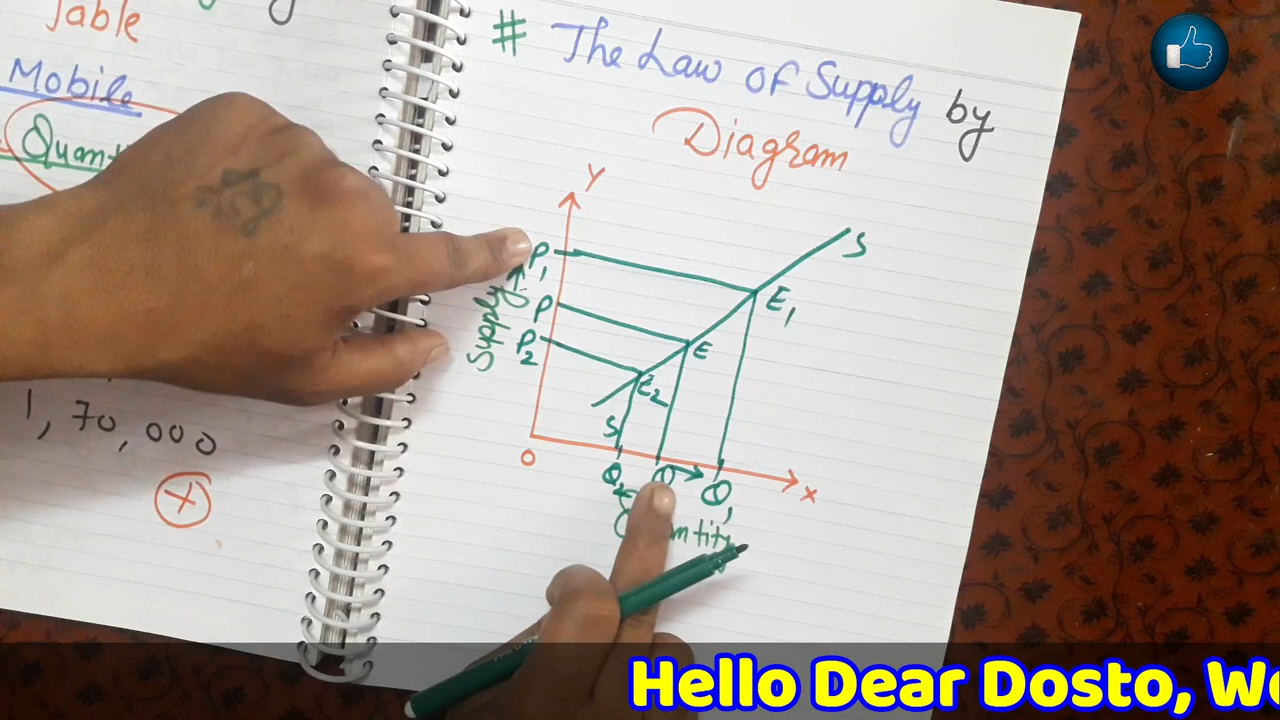 Table
Mobile
1,70,000
+
# The Law of Supply by
Diagram
Y
P1
Supply
P
P2
S
E1
E
E2
S
O
Q2
Q
Q1
X
Hello Dear Dosto, We